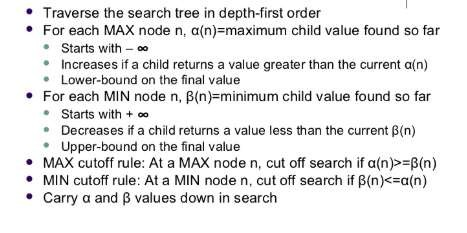 • Traverse the search tree in depth-first order
• For each MAX node n, α(n)=maximum child value found so far
• Starts with – ∞
• Increases if a child returns a value greater than the current α(n)
• Lower-bound on the final value
• For each MIN node n, β(n)=minimum child value found so far
• Starts with + ∞
• Decreases if a child returns a value less than the current β(n)
• Upper-bound on the final value
• MAX cutoff rule: At a MAX node n, cut off search if α(n)>=β(n)
• MIN cutoff rule: At a MIN node n, cut off search if β(n)<=α(n)
• Carry α and β values down in search